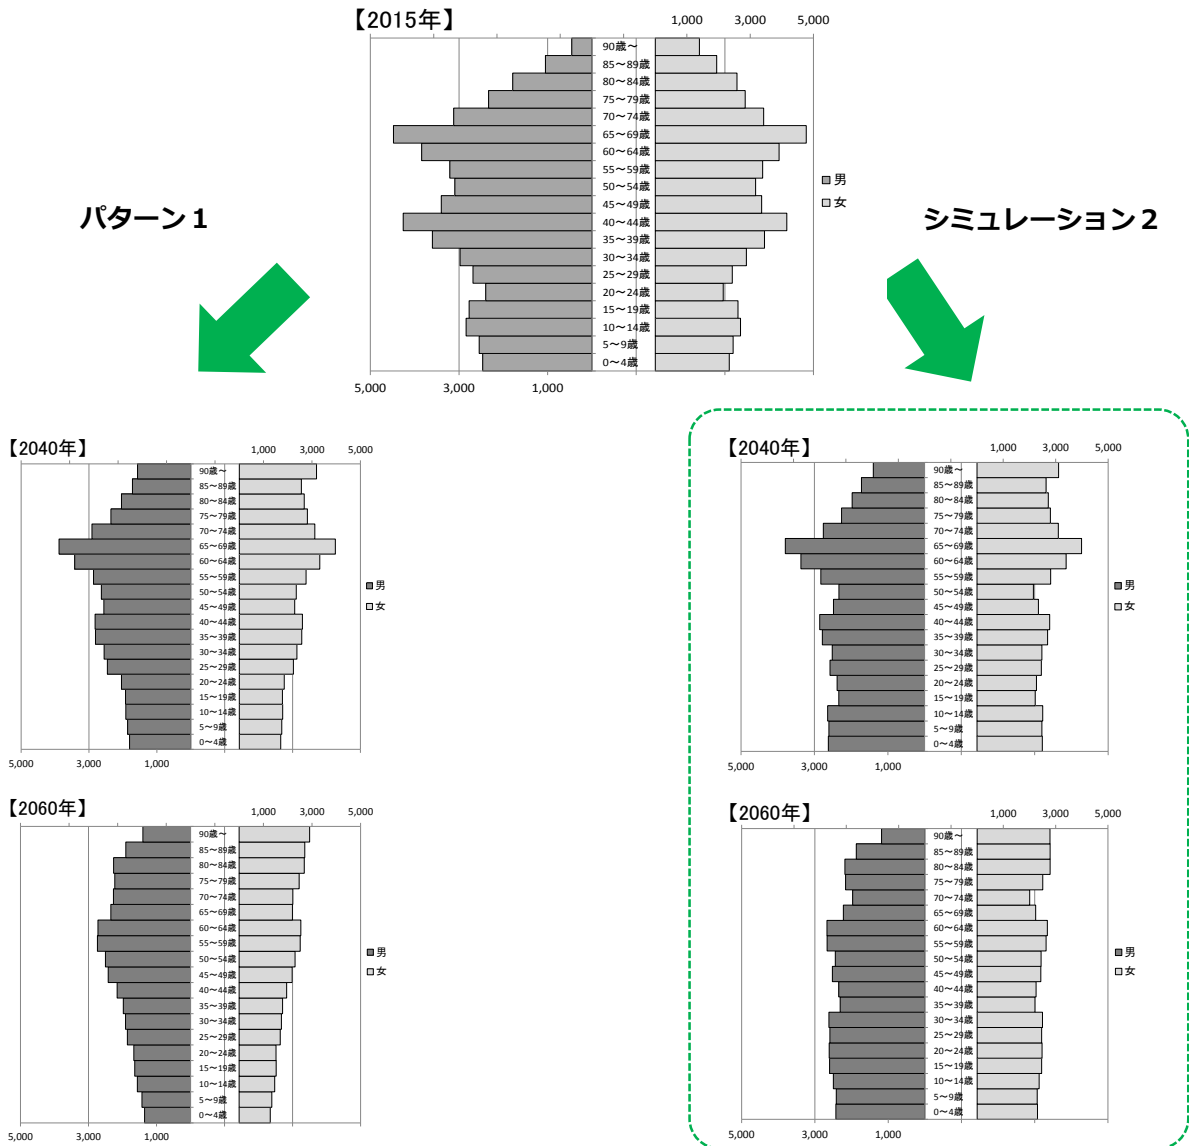 【2015年】
1,000 3,000 5,000
90歳～
85～89歳
80～84歳
75～79歳
70～74歳
65～69歳
60～64歳
55～59歳
50～54歳
45～49歳
40～44歳
35～39歳
30～34歳
25～29歳
20～24歳
15～19歳
10～14歳
5～9歳
0～4歳
5,000 3,000 1,000
男
女
パターン1
シミュレーション2
【2040年】
1,000 3,000 5,000
90歳～
85～89歳
80～84歳
75～79歳
70～74歳
65～69歳
60～64歳
55～59歳
50～54歳
45～49歳
40～44歳
35～39歳
30～34歳
25～29歳
20～24歳
15～19歳
10～14歳
5～9歳
0～4歳
5,000 3,000 1,000
男
女
【2040年】
1,000 3,000 5,000
90歳～
85～89歳
80～84歳
75～79歳
70～74歳
65～69歳
60～64歳
55～59歳
50～54歳
45～49歳
40～44歳
35～39歳
30～34歳
25～29歳
20～24歳
15～19歳
10～14歳
5～9歳
0～4歳
5,000 3,000 1,000
男
女
【2060年】
1,000 3,000 5,000
90歳～
85～89歳
80～84歳
75～79歳
70～74歳
65～69歳
60～64歳
55～59歳
50～54歳
45～49歳
40～44歳
35～39歳
30～34歳
25～29歳
20～24歳
15～19歳
10～14歳
5～9歳
0～4歳
5,000 3,000 1,000
男
女
【2060年】
1,000 3,000 5,000
90歳～
85～89歳
80～84歳
75～79歳
70～74歳
65～69歳
60～64歳
55～59歳
50～54歳
45～49歳
40～44歳
35～39歳
30～34歳
25～29歳
20～24歳
15～19歳
10～14歳
5～9歳
0～4歳
5,000 3,000 1,000
男
女